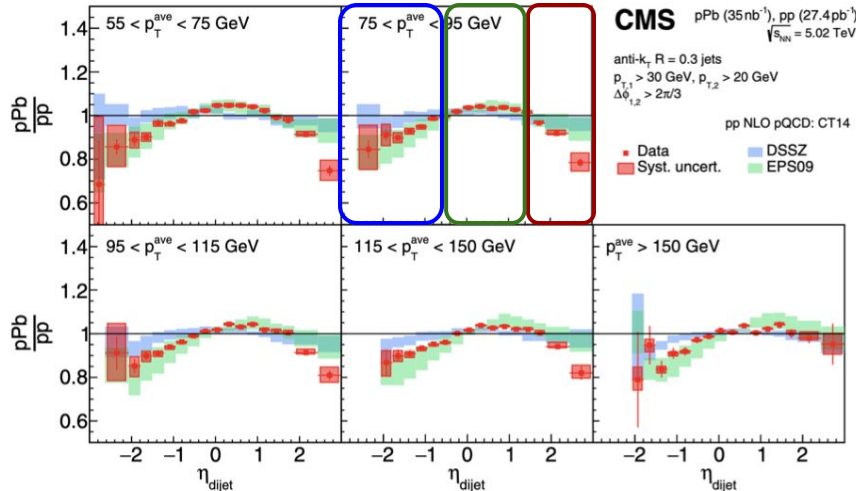 55 < p_T^ave < 75 GeV
75 < p_T^ave < 95 GeV
CMS
pPb (35 nb⁻¹), pp (27.4 pb⁻¹)
√s_NN = 5.02 TeV
anti-k_T R = 0.3 jets
p_T,1 > 30 GeV, p_T,2 > 20 GeV
Δϕ_1,2 > 2π/3
pp NLO pQCD: CT14
Data
DSSZ
Syst. uncert.
EPS09
pPb
pp
1.4
1.2
1
0.8
0.6
95 < p_T^ave < 115 GeV
115 < p_T^ave < 150 GeV
p_T^ave > 150 GeV
pPb
pp
1.4
1.2
1
0.8
0.6
−2 −1 0 1 2
−2 −1 0 1 2
−2 −1 0 1 2 3
η_dijet
η_dijet
η_dijet